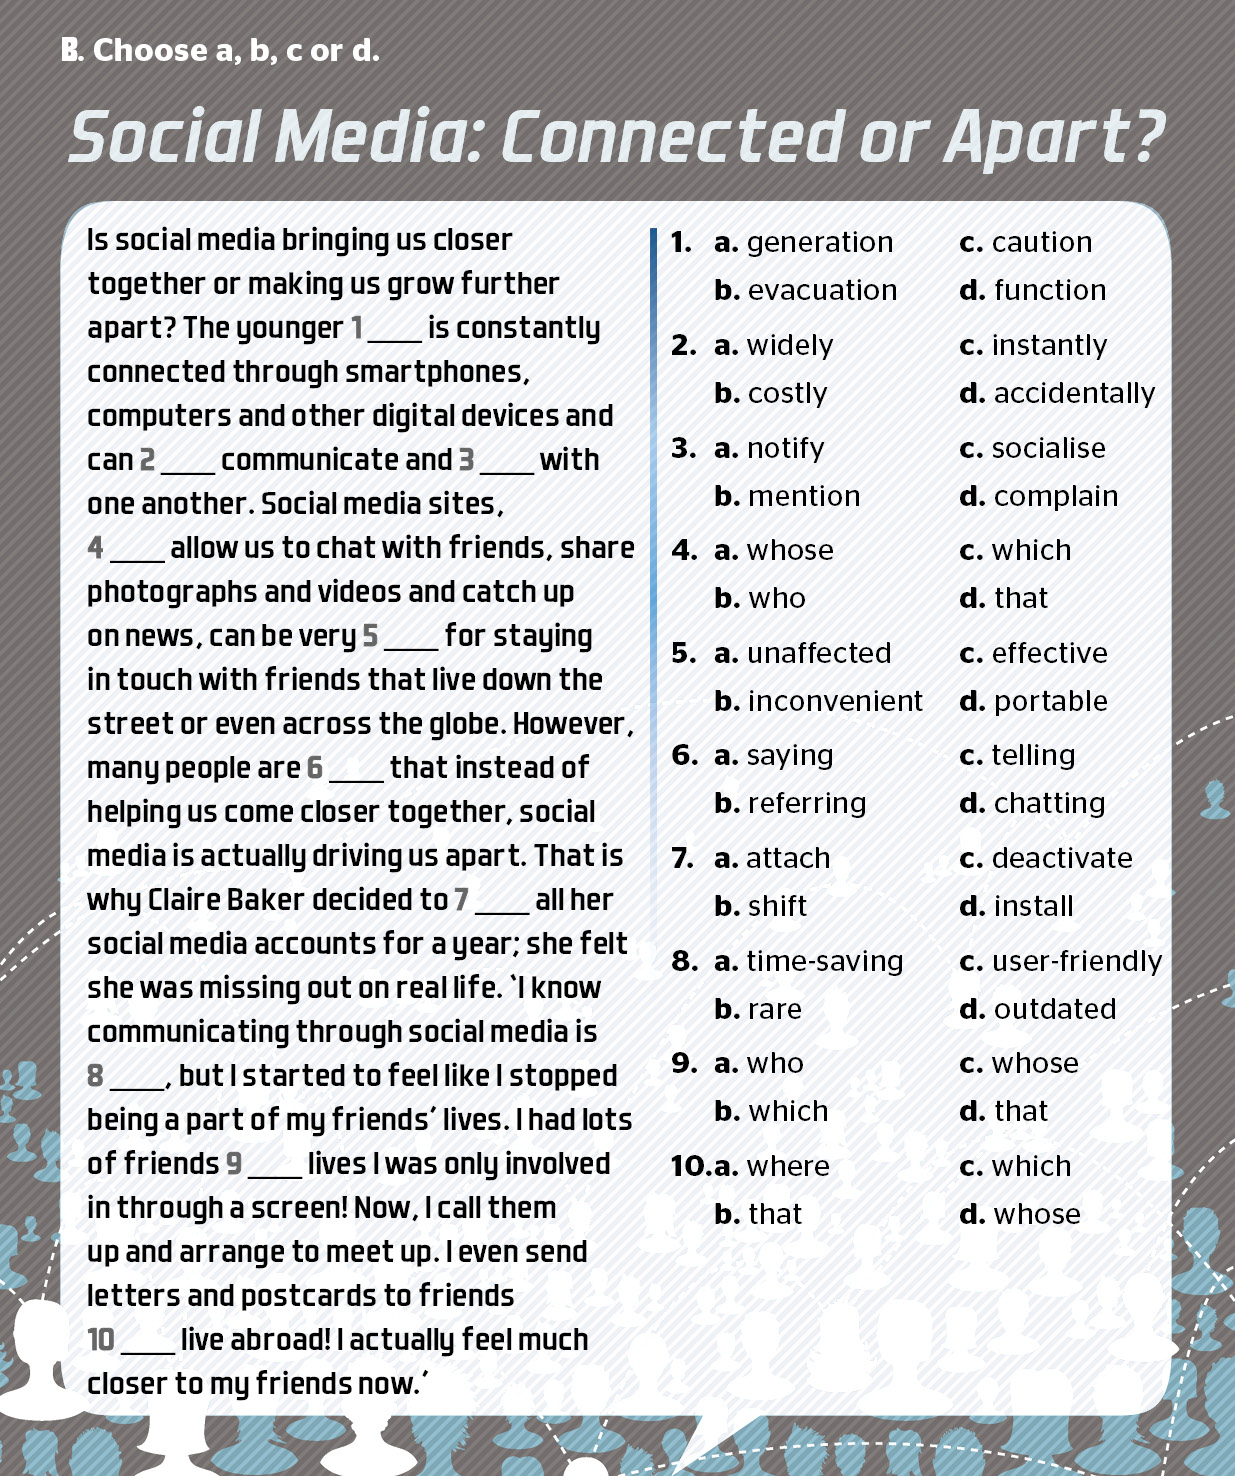 B. Choose a, b, c or d.
Social Media: Connected or Apart?
Is social media bringing us closer
together or making us grow further
apart? The younger 1 ____ is constantly
connected through smartphones,
computers and other digital devices and
can 2 ____ communicate and 3 ____ with
one another. Social media sites,
4 ____ allow us to chat with friends, share
photographs and videos and catch up
on news, can be very 5 ____ for staying
in touch with friends that live down the
street or even across the globe. However,
many people are 6 ____ that instead of
helping us come closer together, social
media is actually driving us apart. That is
why Claire Baker decided to 7 ____ all her
social media accounts for a year; she felt
she was missing out on real life. ‘I know
communicating through social media is
8 ____, but I started to feel like I stopped
being a part of my friends’ lives. I had lots
of friends 9 ____ lives I was only involved
in through a screen! Now, I call them
up and arrange to meet up. I even send
letters and postcards to friends
10 ____ live abroad! I actually feel much
closer to my friends now.’
1. a. generation c. caution
b. evacuation d. function
2. a. widely c. instantly
b. costly d. accidentally
3. a. notify c. socialise
b. mention d. complain
4. a. whose c. which
b. who d. that
5. a. unaffected c. effective
b. inconvenient d. portable
6. a. saying c. telling
b. referring d. chatting
7. a. attach c. deactivate
b. shift d. install
8. a. time-saving c. user-friendly
b. rare d. outdated
9. a. who c. whose
b. which d. that
10. a. where c. which
b. that d. whose